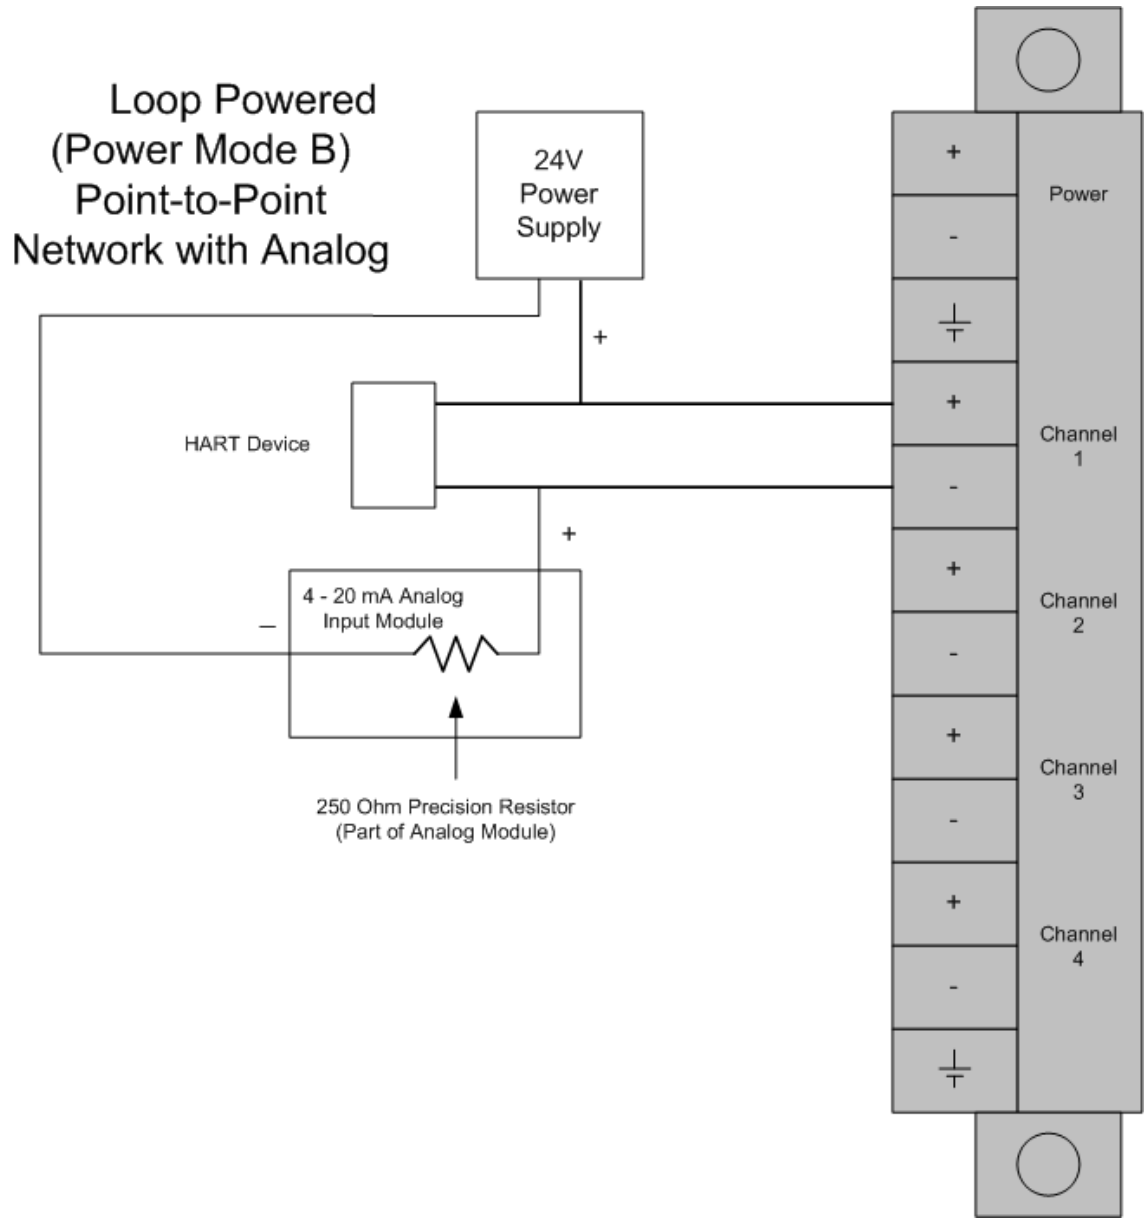 Loop Powered
(Power Mode B)
Point-to-Point
Network with Analog
24V
Power
Supply
+
HART Device
+
4 - 20 mA Analog
Input Module
–
250 Ohm Precision Resistor
(Part of Analog Module)
+
-
Power
+
-
Channel
1
+
-
Channel
2
+
-
Channel
3
+
-
Channel
4